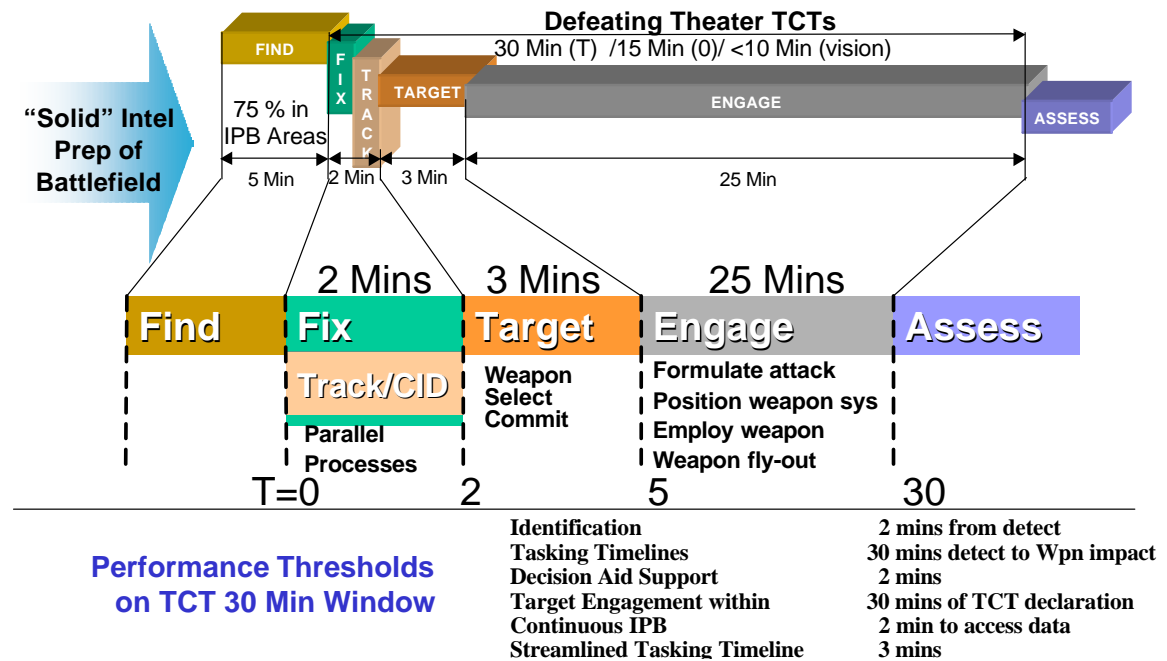 Defeating Theater TCTs
30 Min (T) /15 Min (0)/ <10 Min (vision)
FIND
FIX
TRACK
TARGET
ENGAGE
ASSESS
“Solid” Intel
Prep of
Battlefield
75 % in
IPB Areas
5 Min
2 Min
3 Min
25 Min
2 Mins
3 Mins
25 Mins
Find
Fix
Target
Engage
Assess
Track/CID
Parallel
Processes
Weapon
Select
Commit
Formulate attack
Position weapon sys
Employ weapon
Weapon fly-out
T=0
2
5
30
Performance Thresholds
on TCT 30 Min Window
Identification 2 mins from detect
Tasking Timelines 30 mins detect to Wpn impact
Decision Aid Support 2 mins
Target Engagement within 30 mins of TCT declaration
Continuous IPB 2 min to access data
Streamlined Tasking Timeline 3 mins